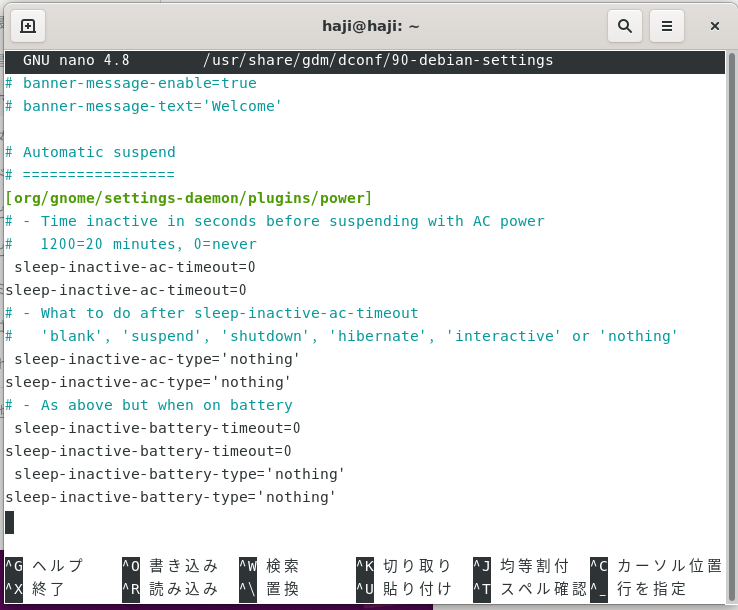 haji@haji: ~
GNU nano 4.8 /usr/share/gdm/dconf/90-debian-settings
# banner-message-enable=true
# banner-message-text='Welcome'
# Automatic suspend
# =================
[org/gnome/settings-daemon/plugins/power]
# - Time inactive in seconds before suspending with AC power
#   1200=20 minutes, 0=never
 sleep-inactive-ac-timeout=0
sleep-inactive-ac-timeout=0
# - What to do after sleep-inactive-ac-timeout
#   'blank', 'suspend', 'shutdown', 'hibernate', 'interactive' or 'nothing'
 sleep-inactive-ac-type='nothing'
sleep-inactive-ac-type='nothing'
# - As above but when on battery
 sleep-inactive-battery-timeout=0
sleep-inactive-battery-timeout=0
 sleep-inactive-battery-type='nothing'
sleep-inactive-battery-type='nothing'
^G ヘルプ ^O 書き込み ^W 検索 ^K 切り取り ^J 均等割付 ^C カーソル位置
^X 終了 ^R 読み込み ^\ 置換 ^U 貼り付け ^T スペル確認 ^_ 行を指定